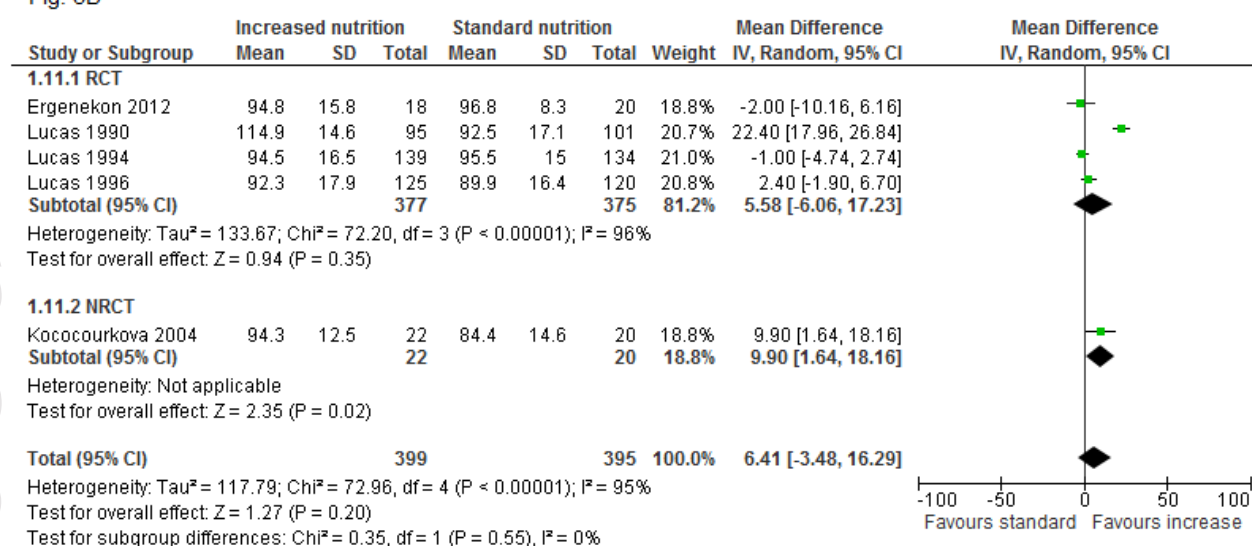 Increased nutrition Standard nutrition Mean Difference Mean Difference
Study or Subgroup Mean SD Total Mean SD Total Weight IV, Random, 95% CI IV, Random, 95% CI
1.11.1 RCT
Ergenekon 2012 94.8 15.8 18 96.8 8.3 20 18.8% -2.00 [-10.16, 6.16]
Lucas 1990 114.9 14.6 95 92.5 17.1 101 20.7% 22.40 [17.96, 26.84]
Lucas 1994 94.5 16.5 139 95.5 15 134 21.0% -1.00 [-4.74, 2.74]
Lucas 1996 92.3 17.9 125 89.9 16.4 120 20.8% 2.40 [-1.90, 6.70]
Subtotal (95% CI) 377 375 81.2% 5.58 [-6.06, 17.23]
Heterogeneity: Tau² = 133.67; Chi² = 72.20, df = 3 (P < 0.00001); I² = 96%
Test for overall effect: Z = 0.94 (P = 0.35)
1.11.2 NRCT
Kococourkova 2004 94.3 12.5 22 84.4 14.6 20 18.8% 9.90 [1.64, 18.16]
Subtotal (95% CI) 22 20 18.8% 9.90 [1.64, 18.16]
Heterogeneity: Not applicable
Test for overall effect: Z = 2.35 (P = 0.02)
Total (95% CI) 399 395 100.0% 6.41 [-3.48, 16.29]
Heterogeneity: Tau² = 117.79; Chi² = 72.96, df = 4 (P < 0.00001); I² = 95%
Test for overall effect: Z = 1.27 (P = 0.20)
Test for subgroup differences: Chi² = 0.35, df = 1 (P = 0.55), I² = 0%
-100 -50 0 50 100
Favours standard Favours increase